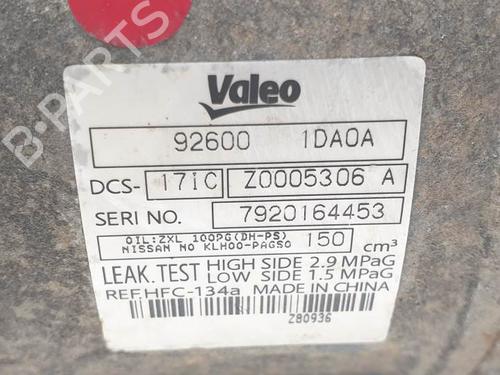 Valeo
92600 1DA0A
DCS- 17IC Z0005306 A
SERI NO. 7920164453
OIL:ZXL 100PG(DH-PS)
NISSAN NO KLH00-PAGS0 150 cm³
LEAK.TEST HIGH SIDE 2.9 MPaG
LOW SIDE 1.5 MPaG
REF.HFC-134a MADE IN CHINA
Z80936
B-PARTS